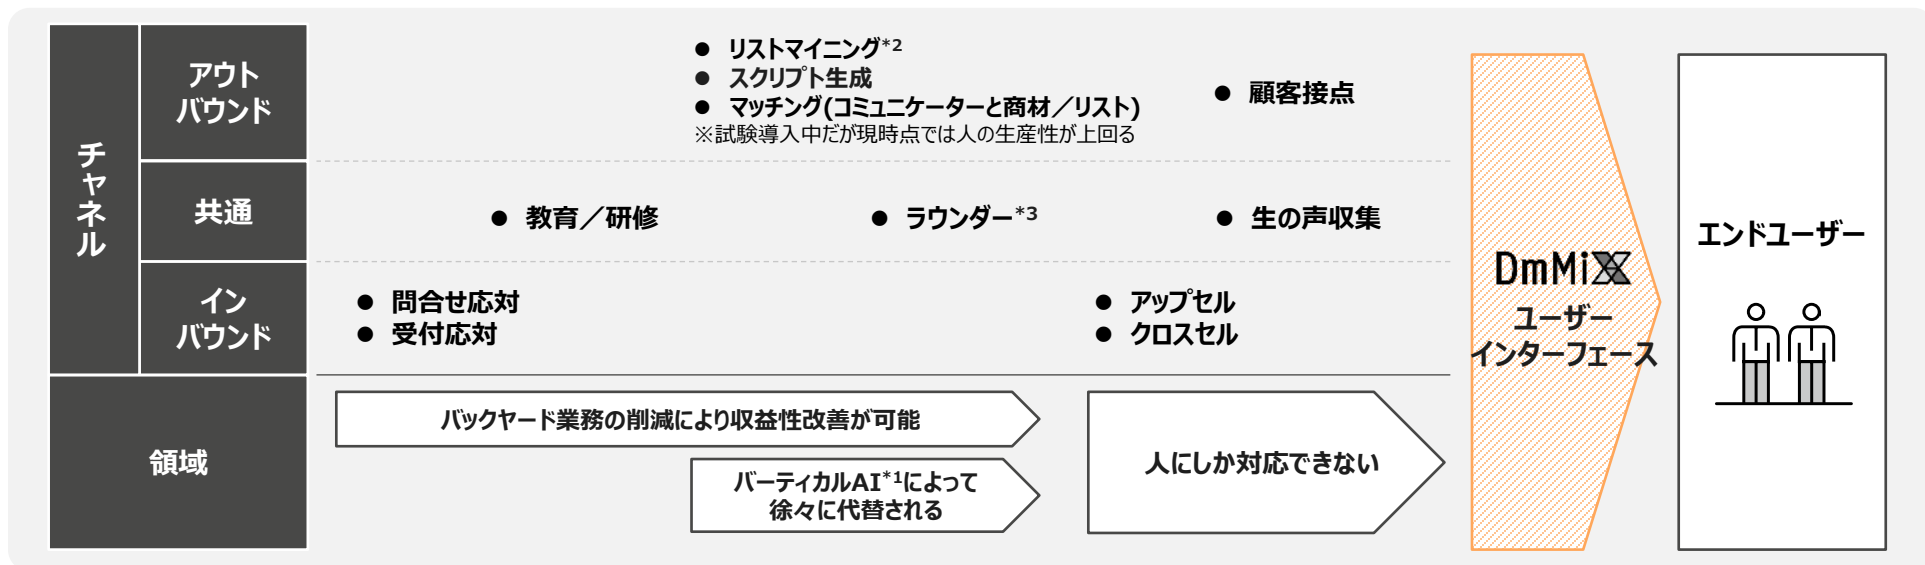 チャネル
アウト
バウンド
● リストマイニング*2
● スクリプト生成
● マッチング(コミュニケーターと商材／リスト)
※試験導入中だが現時点では人の生産性が上回る
● 顧客接点
共通
● 教育／研修
● ラウンダー*3
● 生の声収集
イン
バウンド
● 問合せ応対
● 受付応対
● アップセル
● クロスセル
領域
バックヤード業務の削減により収益性改善が可能
バーティカルAI*1によって
徐々に代替される
人にしか対応できない
DmMiX
ユーザー
インターフェース
エンドユーザー